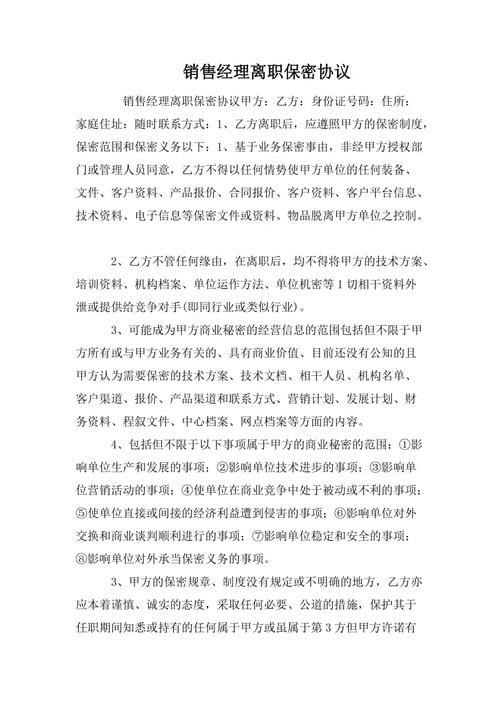 销售经理离职保密协议
销售经理离职保密协议甲方：乙方：身份证号码：住所：
家庭住址：随时联系方式：1、乙方离职后，应遵照甲方的保密制度，
保密范围和保密义务以下：1、基于业务保密事由，非经甲方授权部
门或管理人员同意，乙方不得以任何情势使甲方单位的任何装备、
文件、客户资料、产品报价、合同报价、客户资料、客户平台信息、
技术资料、电子信息等保密文件或资料、物品脱离甲方单位之控制。
2、乙方不管任何缘由，在离职后，均不得将甲方的技术方案、
培训资料、机构档案、单位运作方法、单位机密等1切相干资料外
泄或提供给竞争对手(即同行业或类似行业)。
3、可能成为甲方商业秘密的经营信息的范围包括但不限于甲
方所有或与甲方业务有关的、具有商业价值、目前还没有公知的且
甲方认为需要保密的技术方案、技术文档、相干人员、机构名单、
客户渠道、报价、产品渠道和联系方式、营销计划、发展计划、财
务资料、程叙文件、中心档案、网点档案等方面的内容。
4、包括但不限于以下事项属于甲方的商业秘密的范围：①影
响单位生产和发展的事项；②影响单位技术进步的事项；③影响单
位营销活动的事项；④使单位在商业竞争中处于被动或不利的事项；
⑤使单位直接或间接的经济利益遭到侵害的事项；⑥影响单位对外
交换和商业谈判顺利进行的事项；⑦影响单位稳定和安全的事项；
⑧影响单位对外承当保密义务的事项。
3、甲方的保密规章、制度没有规定或不明确的地方，乙方亦
应本着谨慎、诚实的态度，采取任何必要、公道的措施，保护其于
任职期间知悉或持有的任何属于甲方或虽属于第3方但甲方许诺有